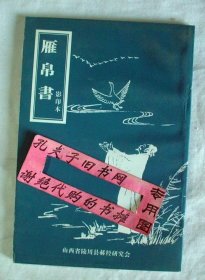 雁帛書
影印本
孔夫子旧书网
谢绝代购的书摊
专用图
山西省陵川县郝经研究会